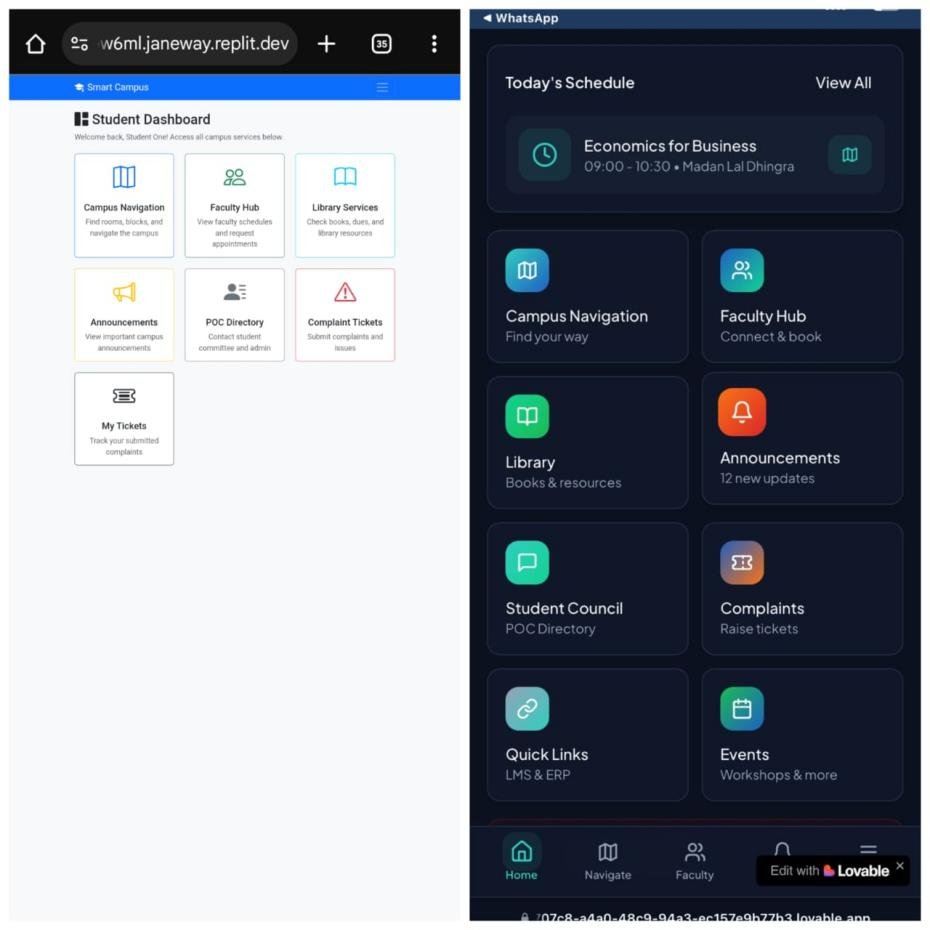 w6ml.janeway.replit.dev
35
Smart Campus
Student Dashboard
Welcome back, Student One! Access all campus services below.
Campus Navigation
Find rooms, blocks, and
navigate the campus
Faculty Hub
View faculty schedules
and request
appointments
Library Services
Check books, dues, and
library resources
Announcements
View important campus
announcements
POC Directory
Contact student
committee and admin
Complaint Tickets
Submit complaints and
issues
My Tickets
Track your submitted
complaints
◀ WhatsApp
Today's Schedule
View All
Economics for Business
09:00 - 10:30 • Madan Lal Dhingra
Campus Navigation
Find your way
Faculty Hub
Connect & book
Library
Books & resources
Announcements
12 new updates
Student Council
POC Directory
Complaints
Raise tickets
Quick Links
LMS & ERP
Events
Workshops & more
Home
Navigate
Faculty
Edit with Lovable
07c8-a4a0-48c9-94a3-ec157e9b77b3.lovable.app